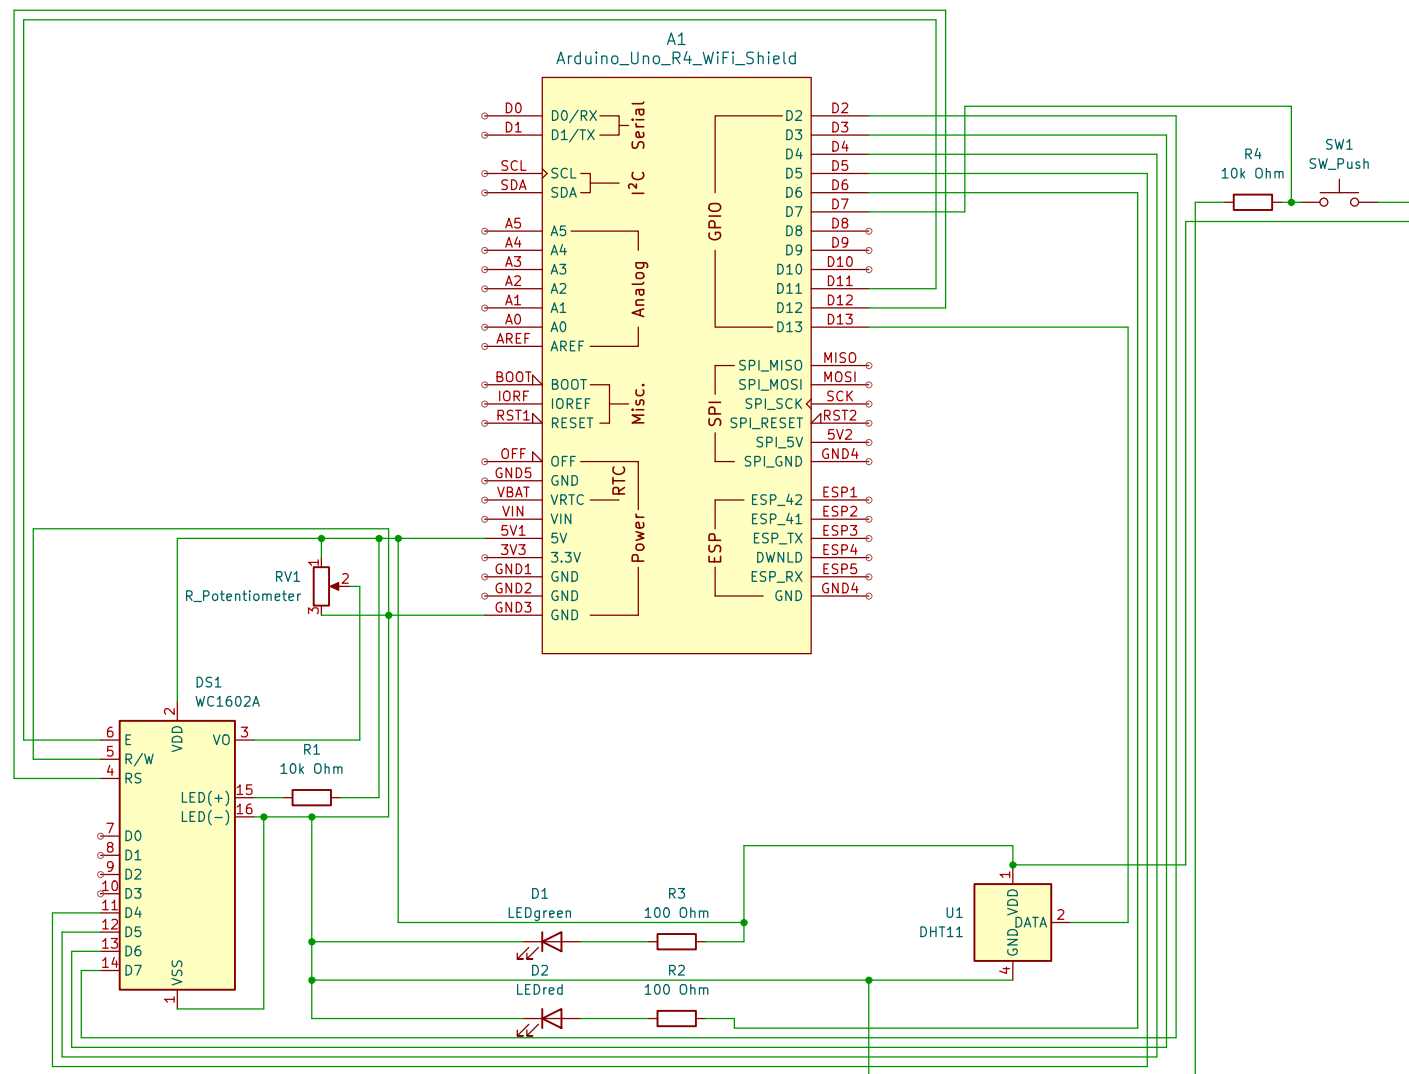 A1
Arduino_Uno_R4_WiFi_Shield
D0
D0/RX
D1
D1/TX
Serial
SCL
SCL
SDA
SDA
I²C
A5
A5
A4
A4
A3
A3
A2
A2
A1
A1
A0
A0
AREF
AREF
Analog
BOOT
BOOT
IORF
IOREF
RST1
RESET
Misc.
OFF
OFF
GND5
GND
VBAT
VRTC
RTC
VIN
VIN
5V1
5V
3V3
3.3V
GND1
GND
GND2
GND
GND3
GND
Power
D2
D2
D3
D3
D4
D4
D5
D5
D6
D6
D7
D7
D8
D8
D9
D9
D10
D10
D11
D11
D12
D12
D13
D13
GPIO
SPI_MISO
MISO
SPI_MOSI
MOSI
SPI_SCK
SCK
SPI_RESET
RST2
SPI_5V
5V2
SPI_GND
GND4
SPI
ESP_42
ESP1
ESP_41
ESP2
ESP_TX
ESP3
DWNLD
ESP4
ESP_RX
ESP5
GND
GND4
ESP
R4
10k Ohm
SW1
SW_Push
RV1
R_Potentiometer
1
2
3
DS1
WC1602A
2
VDD
6
E
5
R/W
4
RS
VO
3
LED(+)
15
LED(-)
16
7
D0
8
D1
9
D2
10
D3
11
D4
12
D5
13
D6
14
D7
VSS
1
R1
10k Ohm
D1
LEDgreen
R3
100 Ohm
D2
LEDred
R2
100 Ohm
U1
DHT11
1
VDD
DATA
2
GND
4